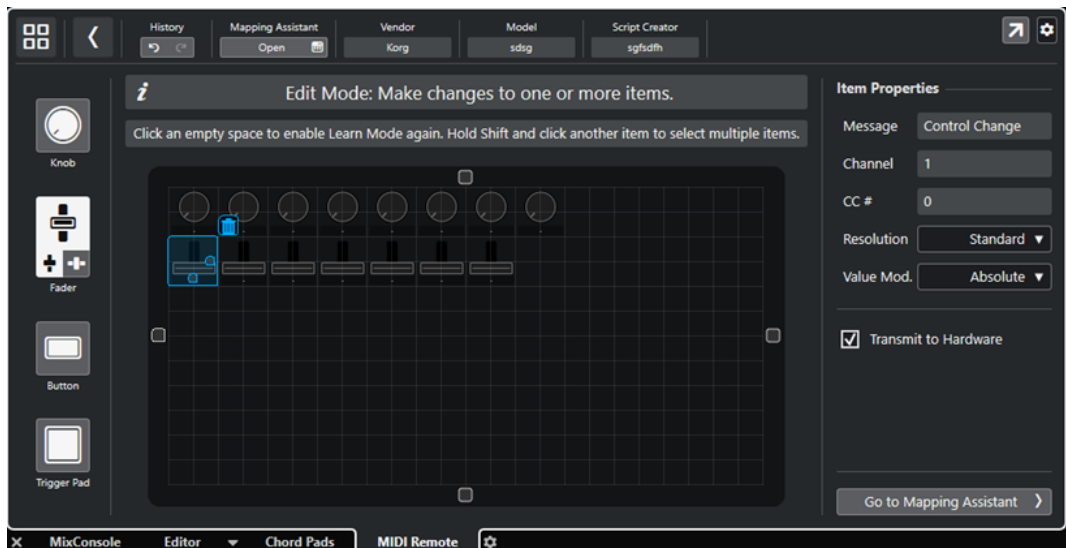 History
Mapping Assistant
Vendor
Model
Script Creator
Open
Korg
sdsg
sgfsdfh
i
Edit Mode: Make changes to one or more items.
Click an empty space to enable Learn Mode again. Hold Shift and click another item to select multiple items.
Knob
Fader
Button
Trigger Pad
Item Properties
Message Control Change
Channel 1
CC # 0
Resolution Standard
Value Mod. Absolute
Transmit to Hardware
Go to Mapping Assistant
MixConsole Editor Chord Pads MIDI Remote